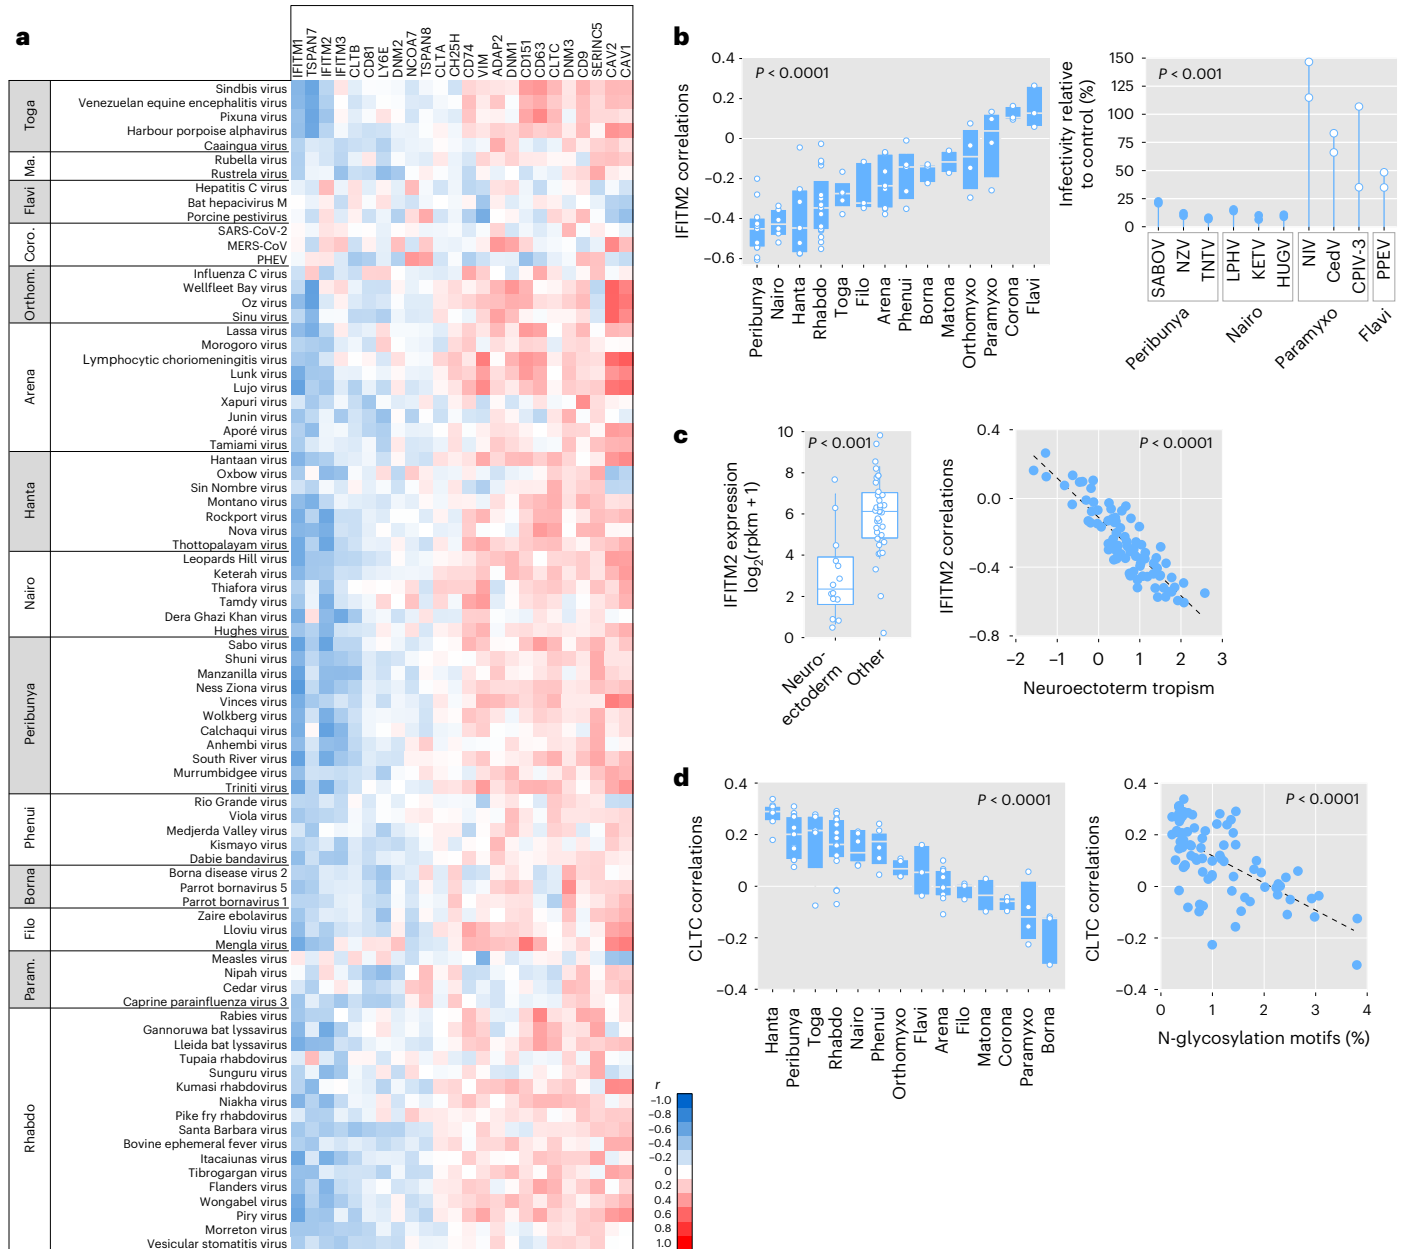 a
IFITM1
TSPAN7
IFITM2
IFITM3
CLTB
CD81
LY6E
DNM2
NCOA7
TSPAN8
CLTA
CH25H
CD74
VIM
ADAP2
DNM1
CD151
CD63
CLTC
DNM3
CD9
SERINC5
CAV2
CAV1
Toga
Sindbis virus
Venezuelan equine encephalitis virus
Pixuna virus
Harbour porpoise alphavirus
Caaingua virus
Ma.
Rubella virus
Rustrela virus
Flavi
Hepatitis C virus
Bat hepacivirus M
Porcine pestivirus
Coro.
SARS-CoV-2
MERS-CoV
PHEV
Orthom.
Influenza C virus
Wellfleet Bay virus
Oz virus
Sinu virus
Arena
Lassa virus
Morogoro virus
Lymphocytic choriomeningitis virus
Lunk virus
Lujo virus
Xapuri virus
Junin virus
Aporé virus
Tamiami virus
Hanta
Hantaan virus
Oxbow virus
Sin Nombre virus
Montano virus
Rockport virus
Nova virus
Thottopalayam virus
Nairo
Leopards Hill virus
Keterah virus
Thiafora virus
Tamdy virus
Dera Ghazi Khan virus
Hughes virus
Peribunya
Sabo virus
Shuni virus
Manzanilla virus
Ness Ziona virus
Vinces virus
Wolkberg virus
Calchaqui virus
Anhembi virus
South River virus
Murrumbidgee virus
Triniti virus
Phenui
Rio Grande virus
Viola virus
Medjerda Valley virus
Kismayo virus
Dabie bandavirus
Borna
Borna disease virus 2
Parrot bornavirus 5
Parrot bornavirus 1
Filo
Zaire ebolavirus
Lloviu virus
Mengla virus
Param.
Measles virus
Nipah virus
Cedar virus
Caprine parainfluenza virus 3
Rhabdo
Rabies virus
Gannoruwa bat lyssavirus
Lleida bat lyssavirus
Tupaia rhabdovirus
Sunguru virus
Kumasi rhabdovirus
Niakha virus
Pike fry rhabdovirus
Santa Barbara virus
Bovine ephemeral fever virus
Itacaiunas virus
Tibrogargan virus
Flanders virus
Wongabel virus
Piry virus
Morreton virus
Vesicular stomatitis virus
r
–1.0
–0.8
–0.6
–0.4
–0.2
0
0.2
0.4
0.6
0.8
1.0
b
IFITM2 correlations
0.4
0.2
0
–0.2
–0.4
–0.6
P < 0.0001
Peribunya
Nairo
Hanta
Rhabdo
Toga
Filo
Arena
Phenui
Borna
Matona
Orthomyxo
Paramyxo
Corona
Flavi
Infectivity relative
to control (%)
150
125
100
75
50
25
0
P < 0.001
SABOV
NZV
TNTV
LPHV
KETV
HUGV
NIV
CedV
CPIV-3
PPEV
Peribunya
Nairo
Paramyxo
Flavi
c
IFITM2 expression
log2(rpkm + 1)
10
8
6
4
2
0
P < 0.001
Neuro-
ectoderm
Other
IFITM2 correlations
0.4
0.0
–0.4
–0.8
P < 0.0001
–2 –1 0 1 2 3
Neuroectoterm tropism
d
CLTC correlations
0.4
0.2
0
–0.2
–0.4
P < 0.0001
Hanta
Peribunya
Toga
Rhabdo
Nairo
Phenui
Orthomyxo
Flavi
Arena
Filo
Matona
Corona
Paramyxo
Borna
CLTC correlations
0.4
0.2
0
–0.2
–0.4
P < 0.0001
0 1 2 3 4
N-glycosylation motifs (%)